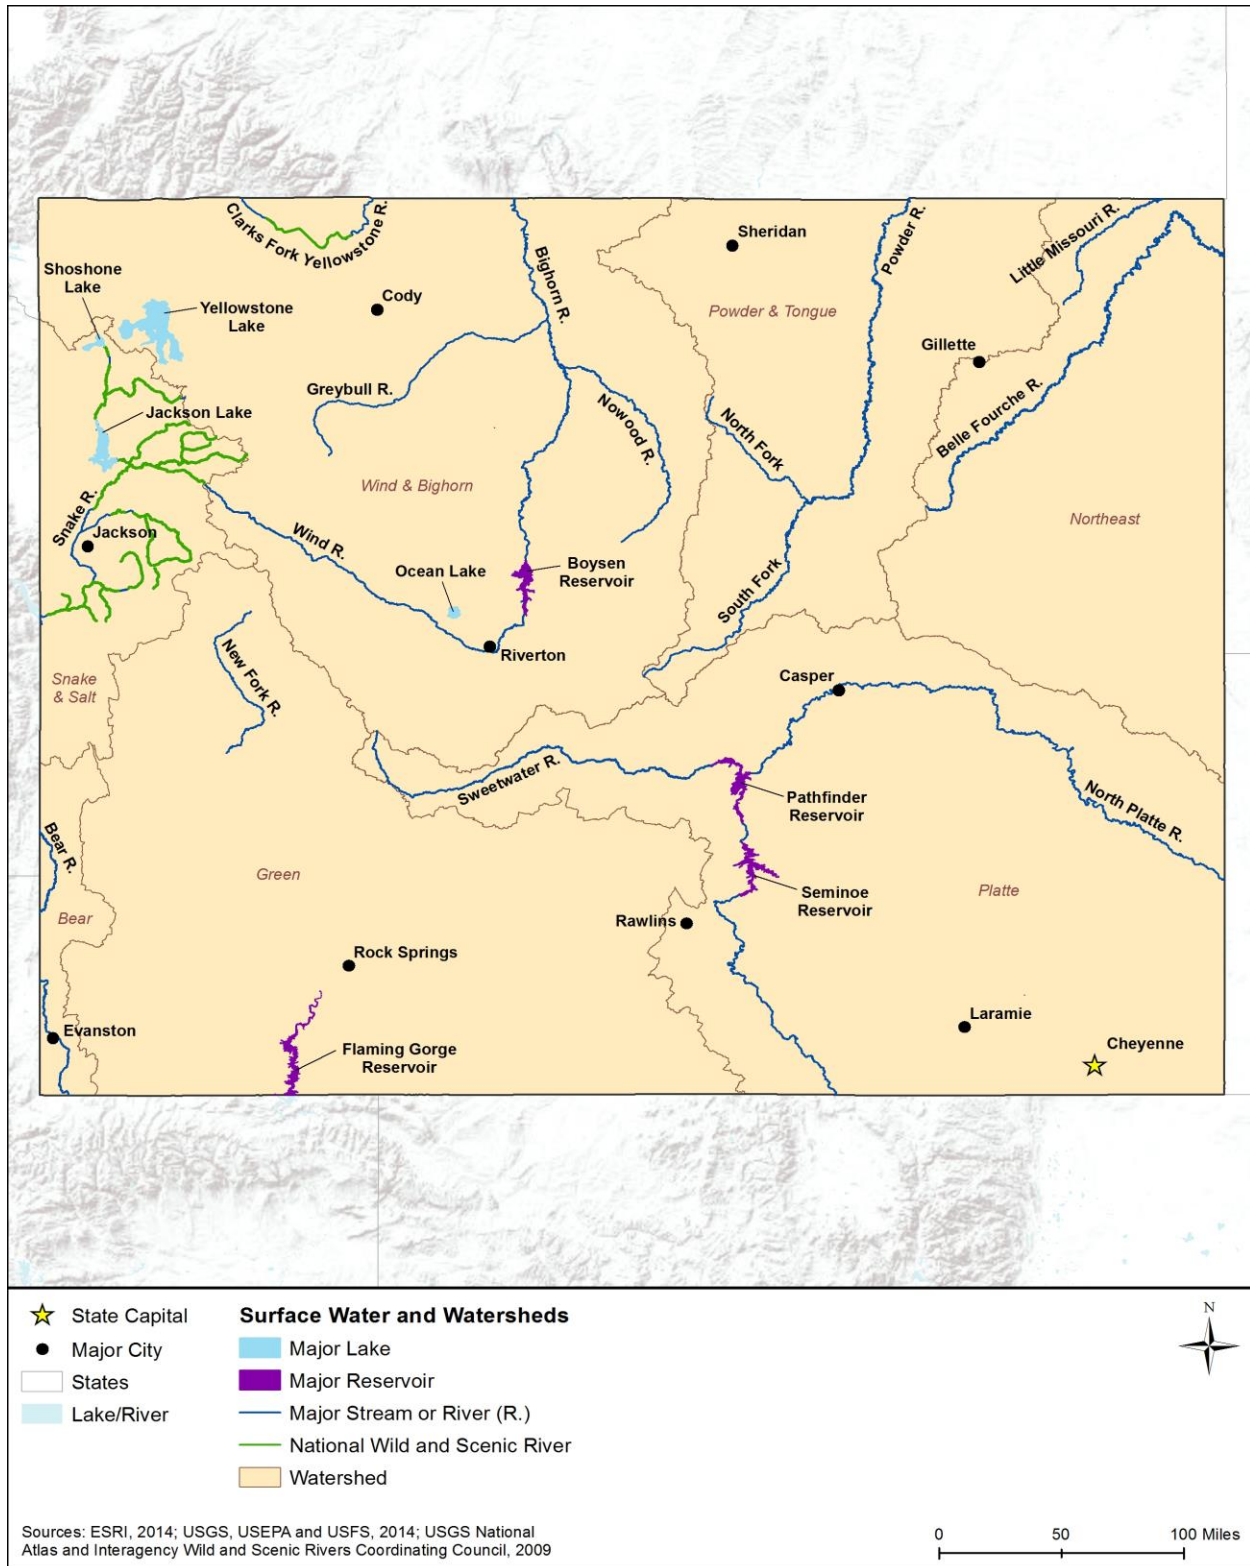 Clarks Fork Yellowstone R.
Bighorn R.
Sheridan
Powder R.
Little Missouri R.
Shoshone
Lake
Yellowstone
Lake
Cody
Powder & Tongue
Gillette
Greybull R.
Nowood R.
North Fork
Belle Fourche R.
Jackson Lake
Wind & Bighorn
Northeast
Snake R.
Jackson
Wind R.
Ocean Lake
Boysen
Reservoir
South Fork
Riverton
New Fork R.
Snake
& Salt
Casper
Sweetwater R.
Pathfinder
Reservoir
North Platte R.
Bear R.
Green
Seminoe
Reservoir
Platte
Bear
Rawlins
Rock Springs
Evanston
Flaming Gorge
Reservoir
Laramie
Cheyenne
State Capital
Major City
States
Lake/River
Surface Water and Watersheds
Major Lake
Major Reservoir
Major Stream or River (R.)
National Wild and Scenic River
Watershed
N
Sources: ESRI, 2014; USGS, USEPA and USFS, 2014; USGS National
Atlas and Interagency Wild and Scenic Rivers Coordinating Council, 2009
0 50 100 Miles